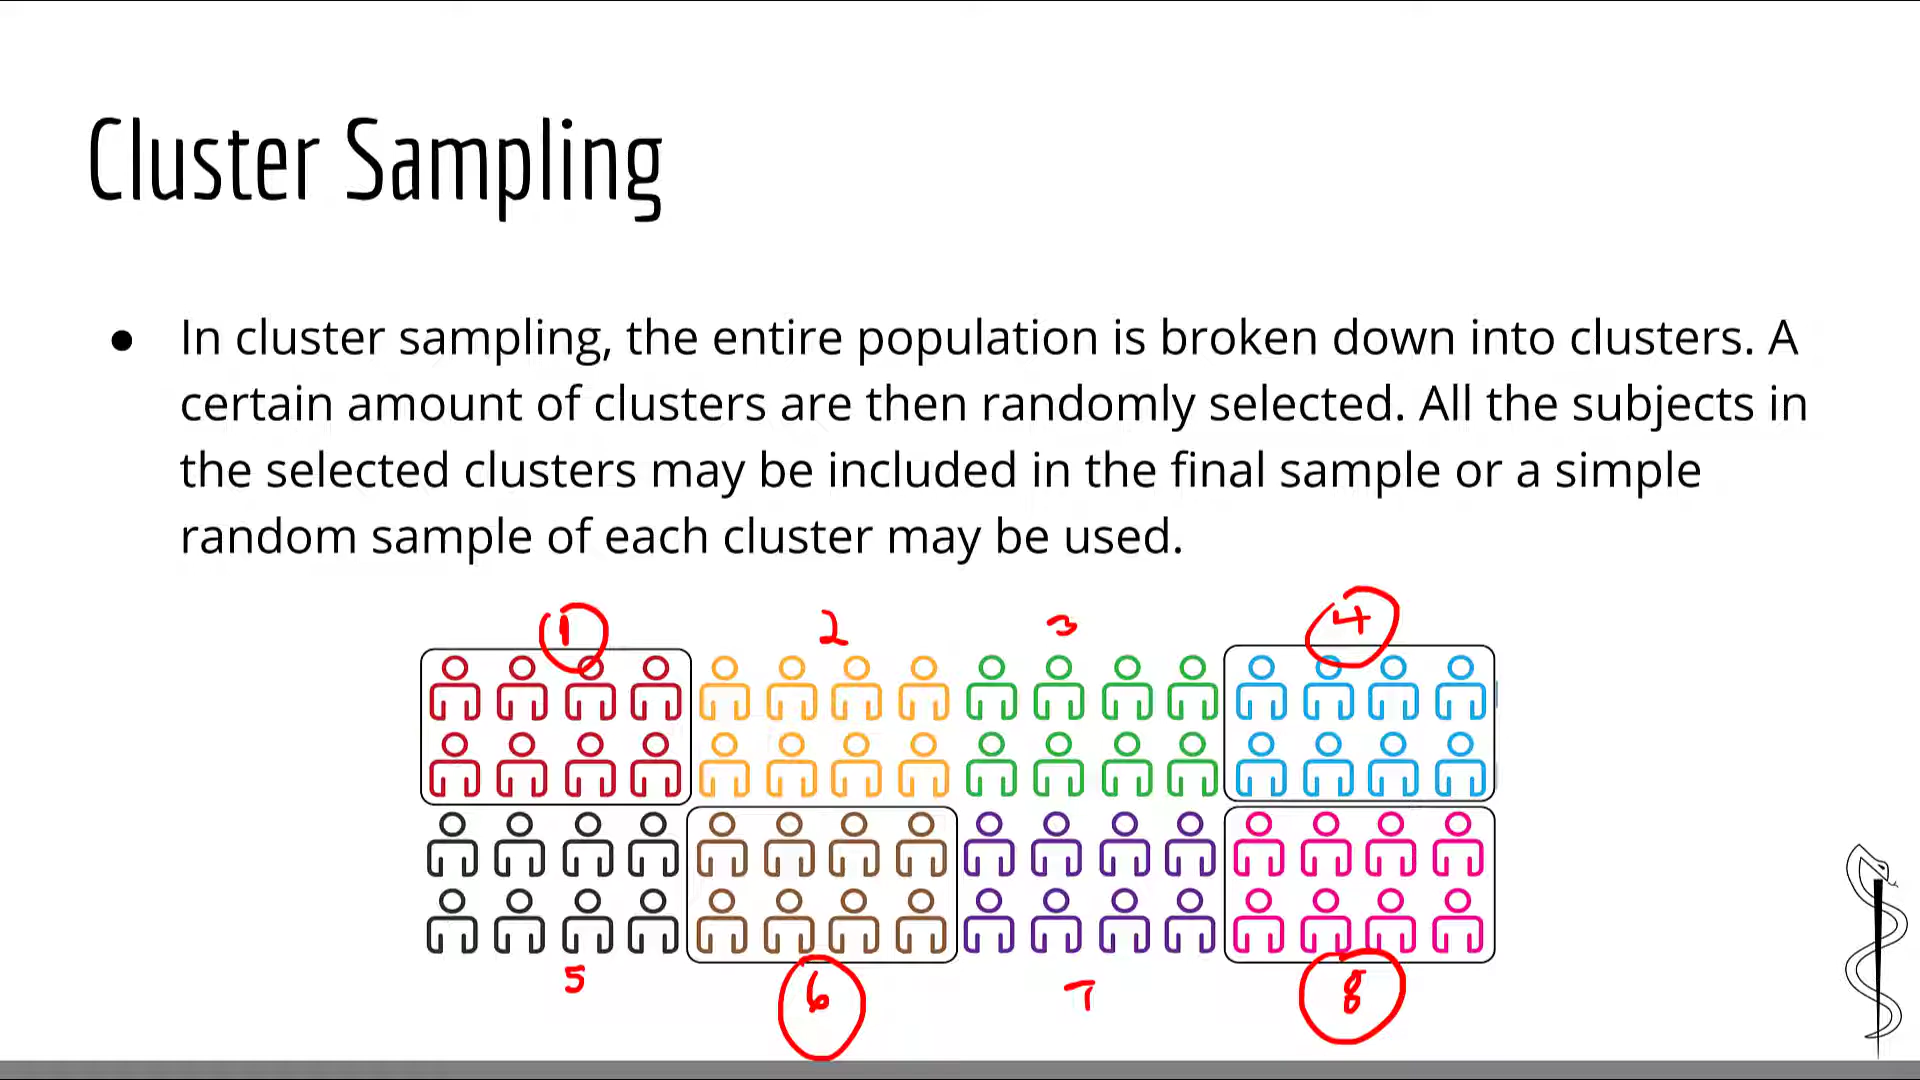 Cluster Sampling
● In cluster sampling, the entire population is broken down into clusters. A
certain amount of clusters are then randomly selected. All the subjects in
the selected clusters may be included in the final sample or a simple
random sample of each cluster may be used.
1 2 3 4
5 6 7 8